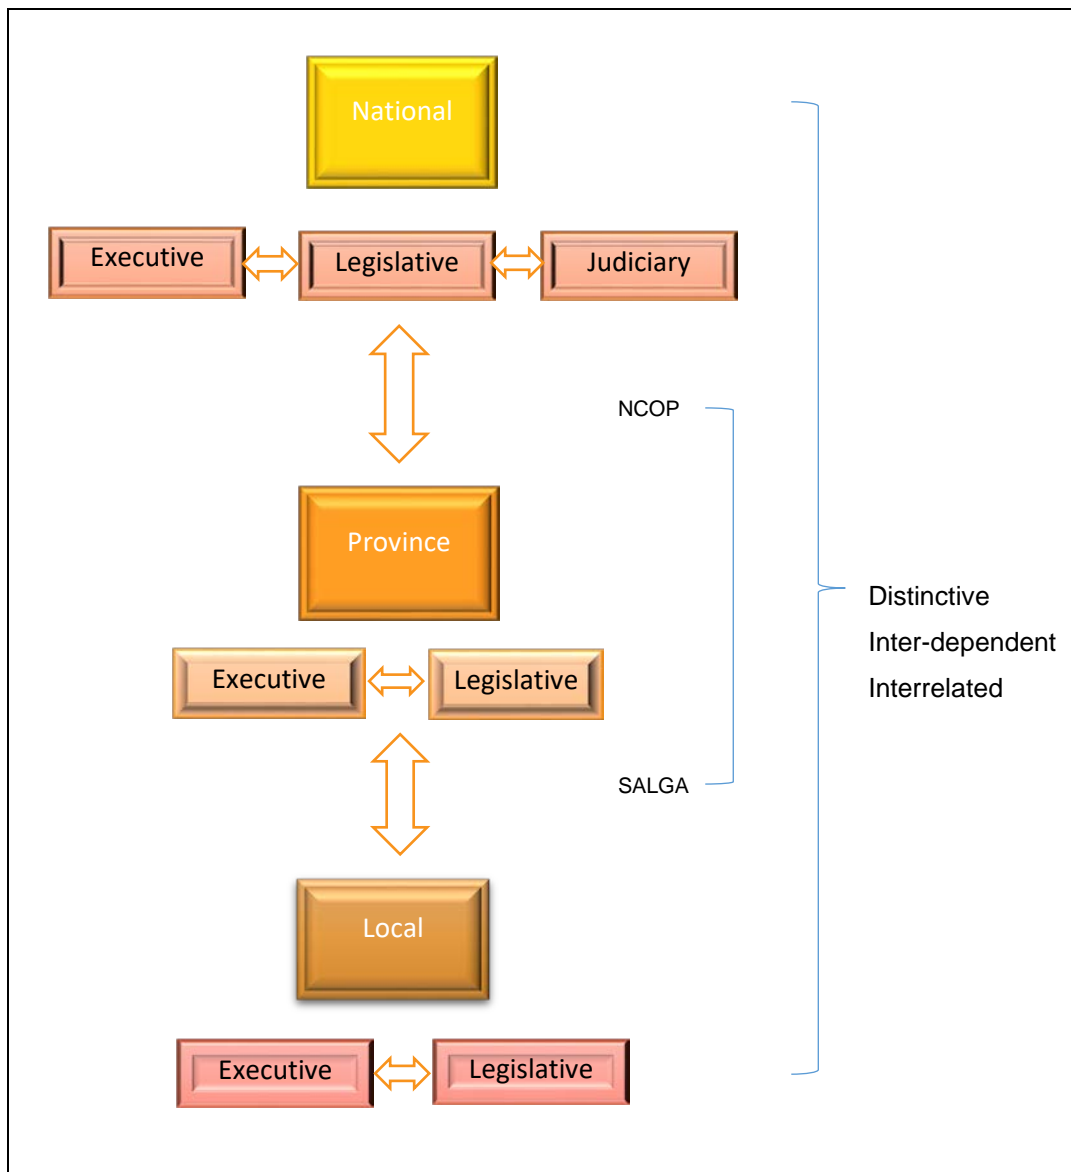 National
Executive
Legislative
Judiciary
NCOP
Province
Distinctive
Inter-dependent
Interrelated
Executive
Legislative
SALGA
Local
Executive
Legislative